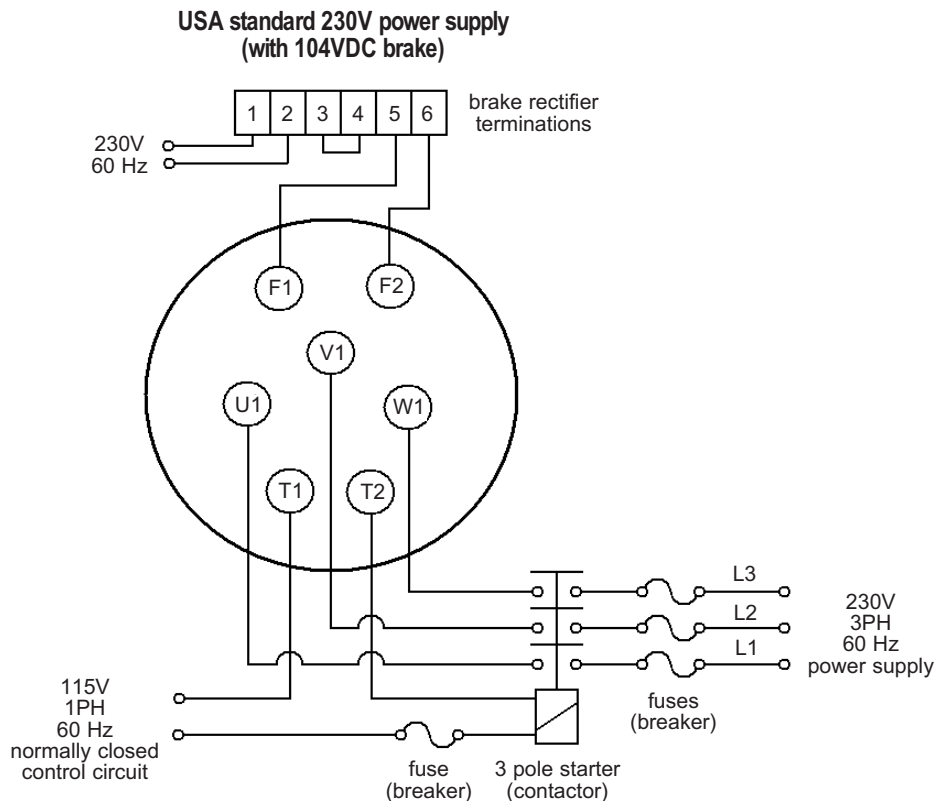 USA standard 230V power supply
(with 104VDC brake)
1 2 3 4 5 6
brake rectifier
terminations
230V
60 Hz
F1
F2
V1
U1
W1
T1
T2
L3
L2
L1
230V
3PH
60 Hz
power supply
115V
1PH
60 Hz
normally closed
control circuit
fuses
(breaker)
fuse
(breaker)
3 pole starter
(contactor)